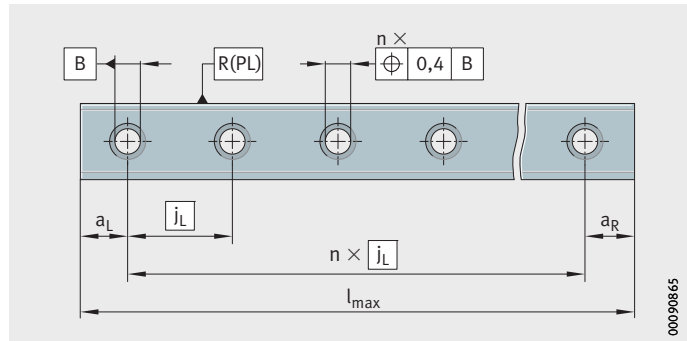 n ×
B
R(PL)
⌖ 0,4 B
a_L
j_L
a_R
n × j_L
l_max
00090865